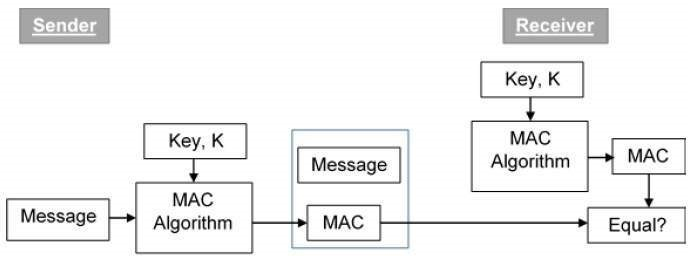 Sender
Receiver
Key, K
MAC
Algorithm
MAC
Key, K
Message
MAC
Algorithm
Message
MAC
Equal?